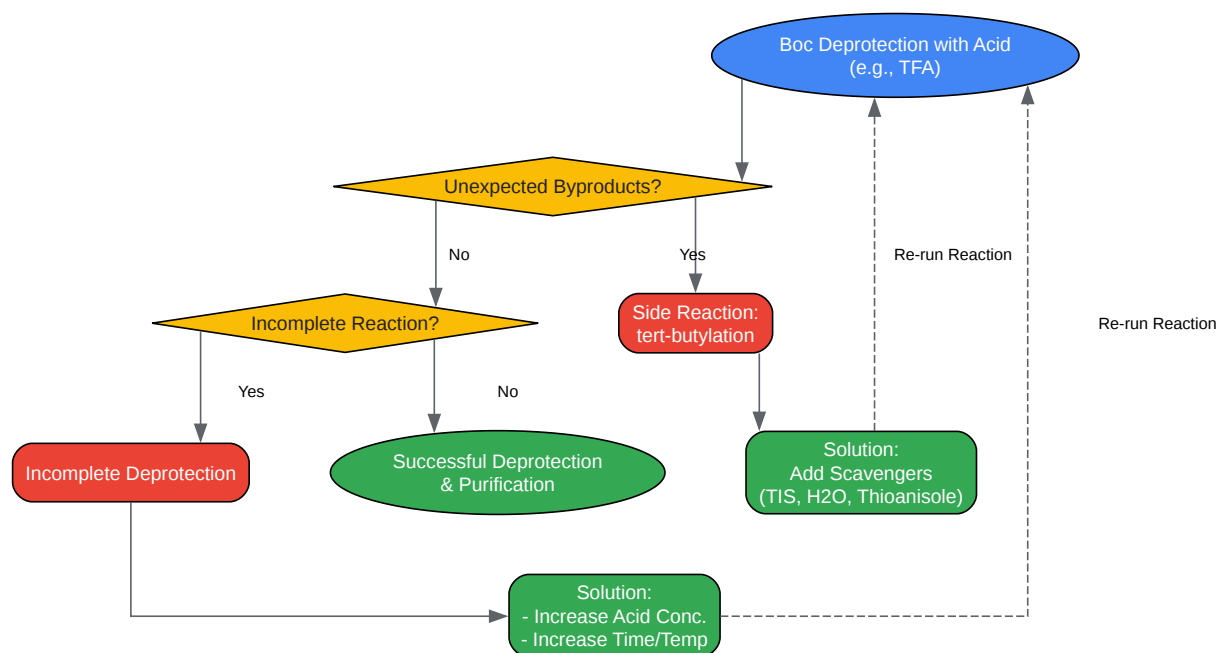 Boc Deprotection with Acid
(e.g., TFA)
Unexpected Byproducts?
No
Yes
Re-run Reaction
Side Reaction:
tert-butylation
Incomplete Reaction?
Re-run Reaction
Yes
No
Incomplete Deprotection
Successful Deprotection
& Purification
Solution:
Add Scavengers
(TIS, H2O, Thioanisole)
Solution:
- Increase Acid Conc.
- Increase Time/Temp